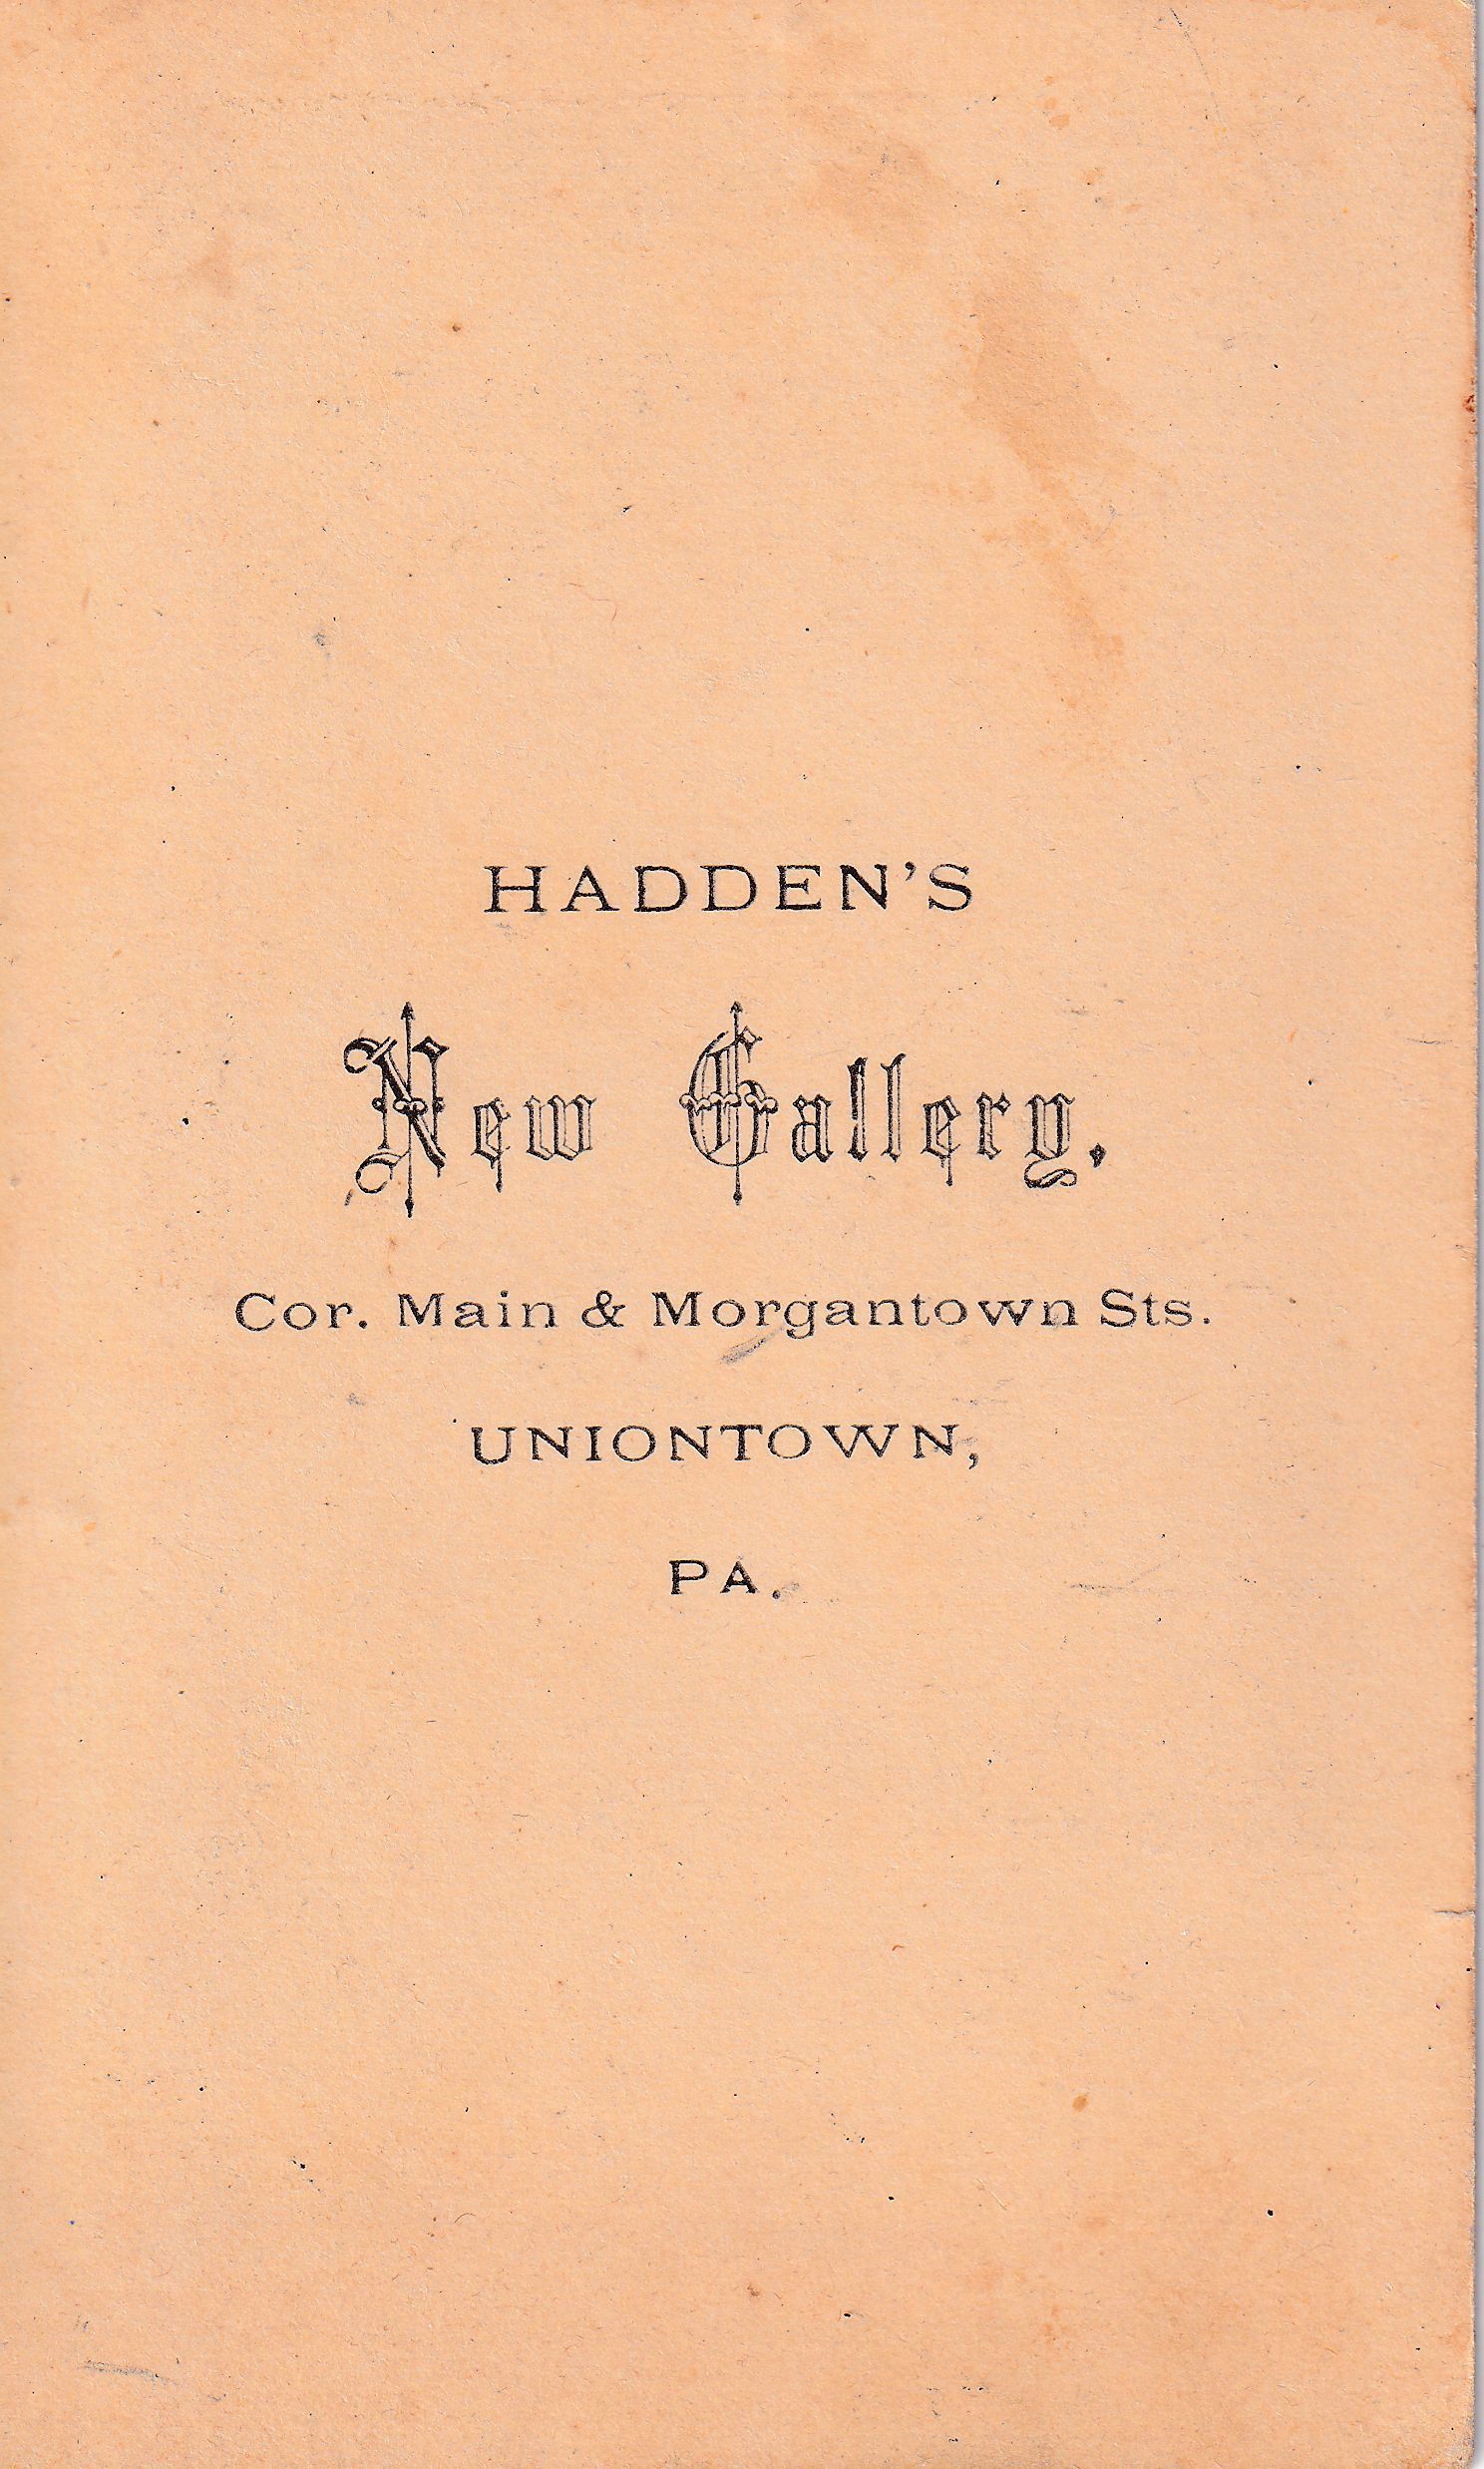 HADDEN'S
New Gallery,
Cor. Main & Morgantown Sts.
UNIONTOWN,
PA.